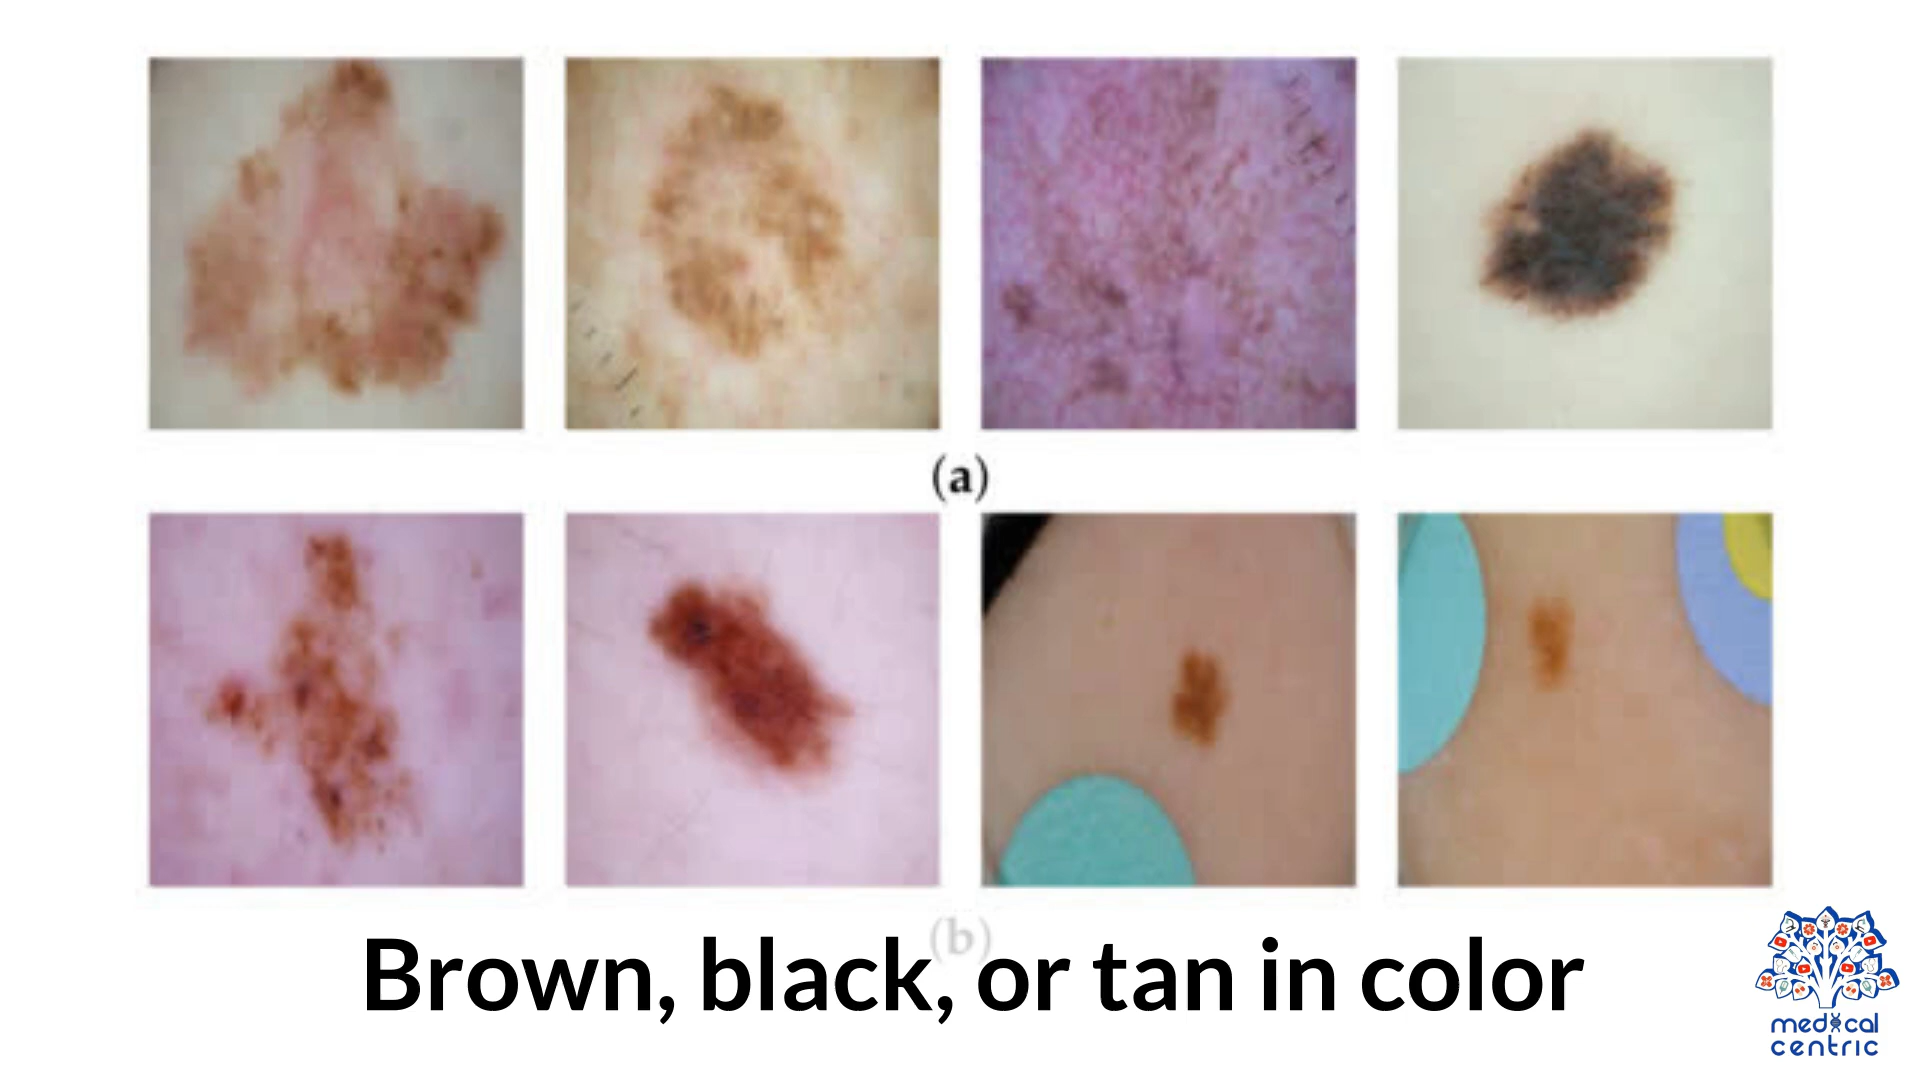 (a)
(b)
Brown, black, or tan in color
medical
centric